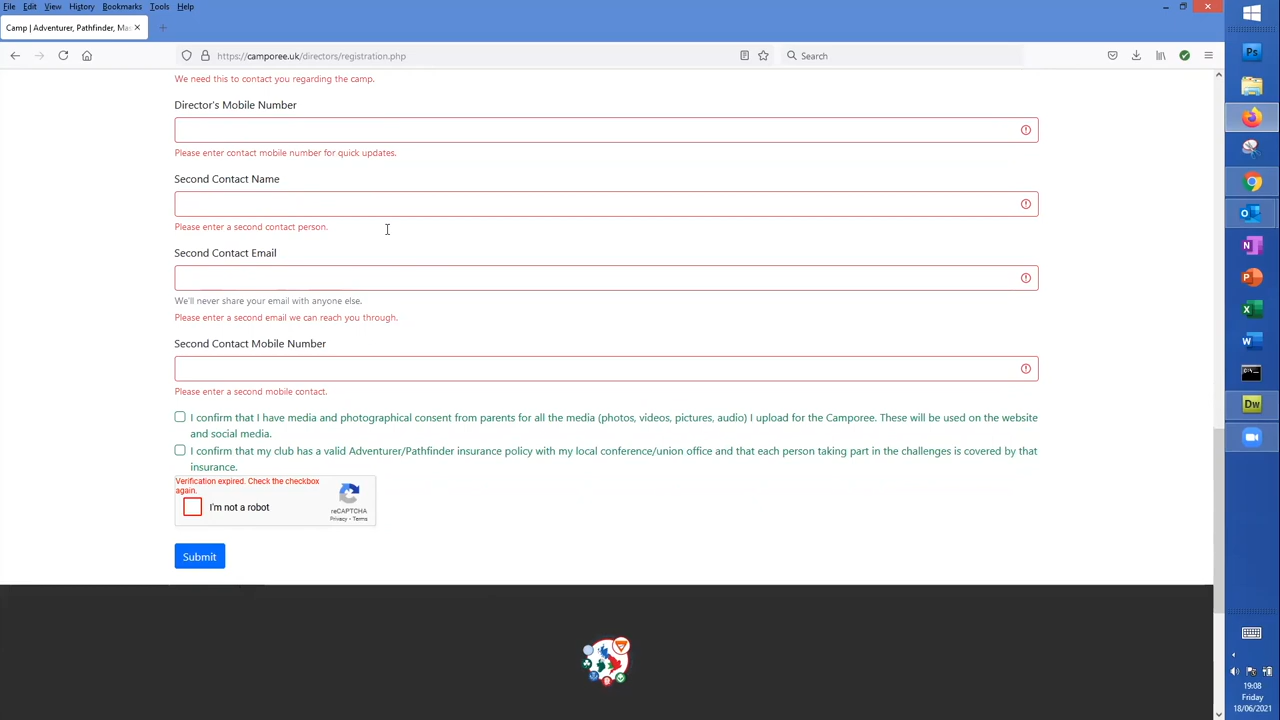 File Edit View History Bookmarks Tools Help
Camp | Adventurer, Pathfinder, Mas
https://camporee.uk/directors/registration.php
Search
We need this to contact you regarding the camp.
Director's Mobile Number
Please enter contact mobile number for quick updates.
Second Contact Name
Please enter a second contact person.
Second Contact Email
We'll never share your email with anyone else.
Please enter a second email we can reach you through.
Second Contact Mobile Number
Please enter a second mobile contact.
I confirm that I have media and photographical consent from parents for all the media (photos, videos, pictures, audio) I upload for the Camporee. These will be used on the website
and social media.
I confirm that my club has a valid Adventurer/Pathfinder insurance policy with my local conference/union office and that each person taking part in the challenges is covered by that
insurance.
Verification expired. Check the checkbox
again.
I'm not a robot
reCAPTCHA
Privacy - Terms
Submit
Ps
Dw
19:08
Friday
18/06/2021